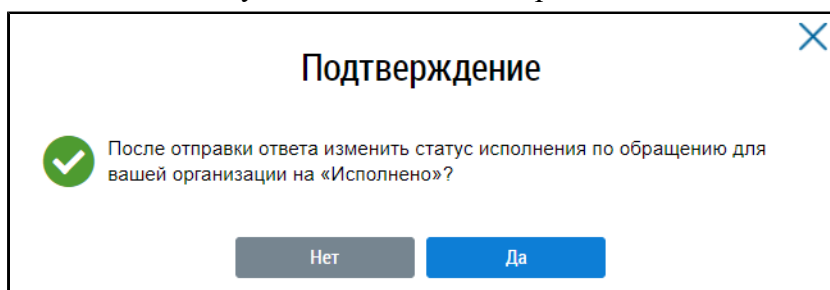 Подтверждение
После отправки ответа изменить статус исполнения по обращению для
вашей организации на «Исполнено»?
Нет
Да